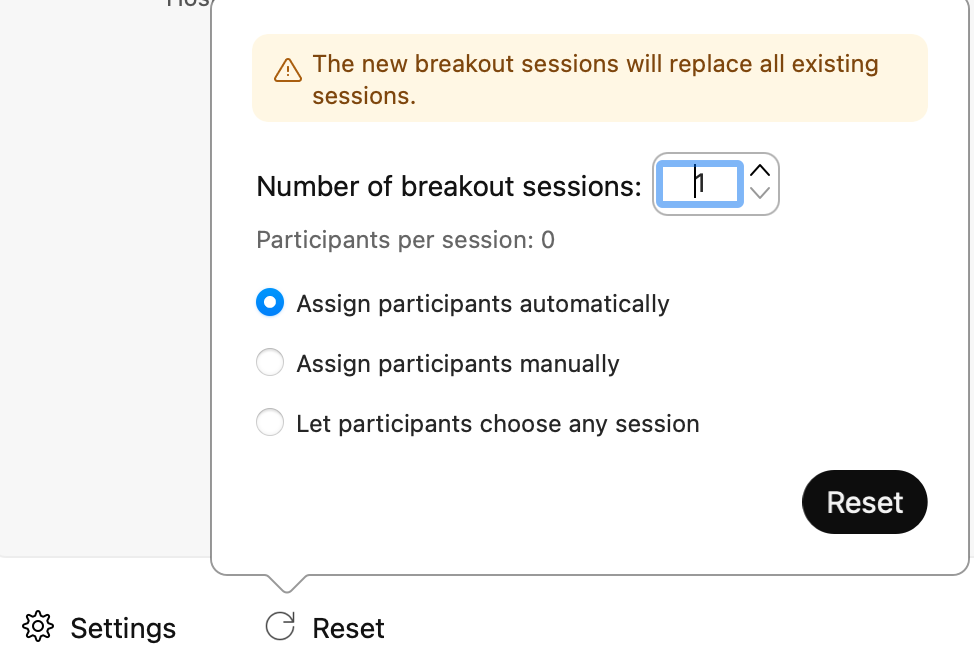 The new breakout sessions will replace all existing
sessions.
Number of breakout sessions: 1
Participants per session: 0
Assign participants automatically
Assign participants manually
Let participants choose any session
Reset
Settings
Reset